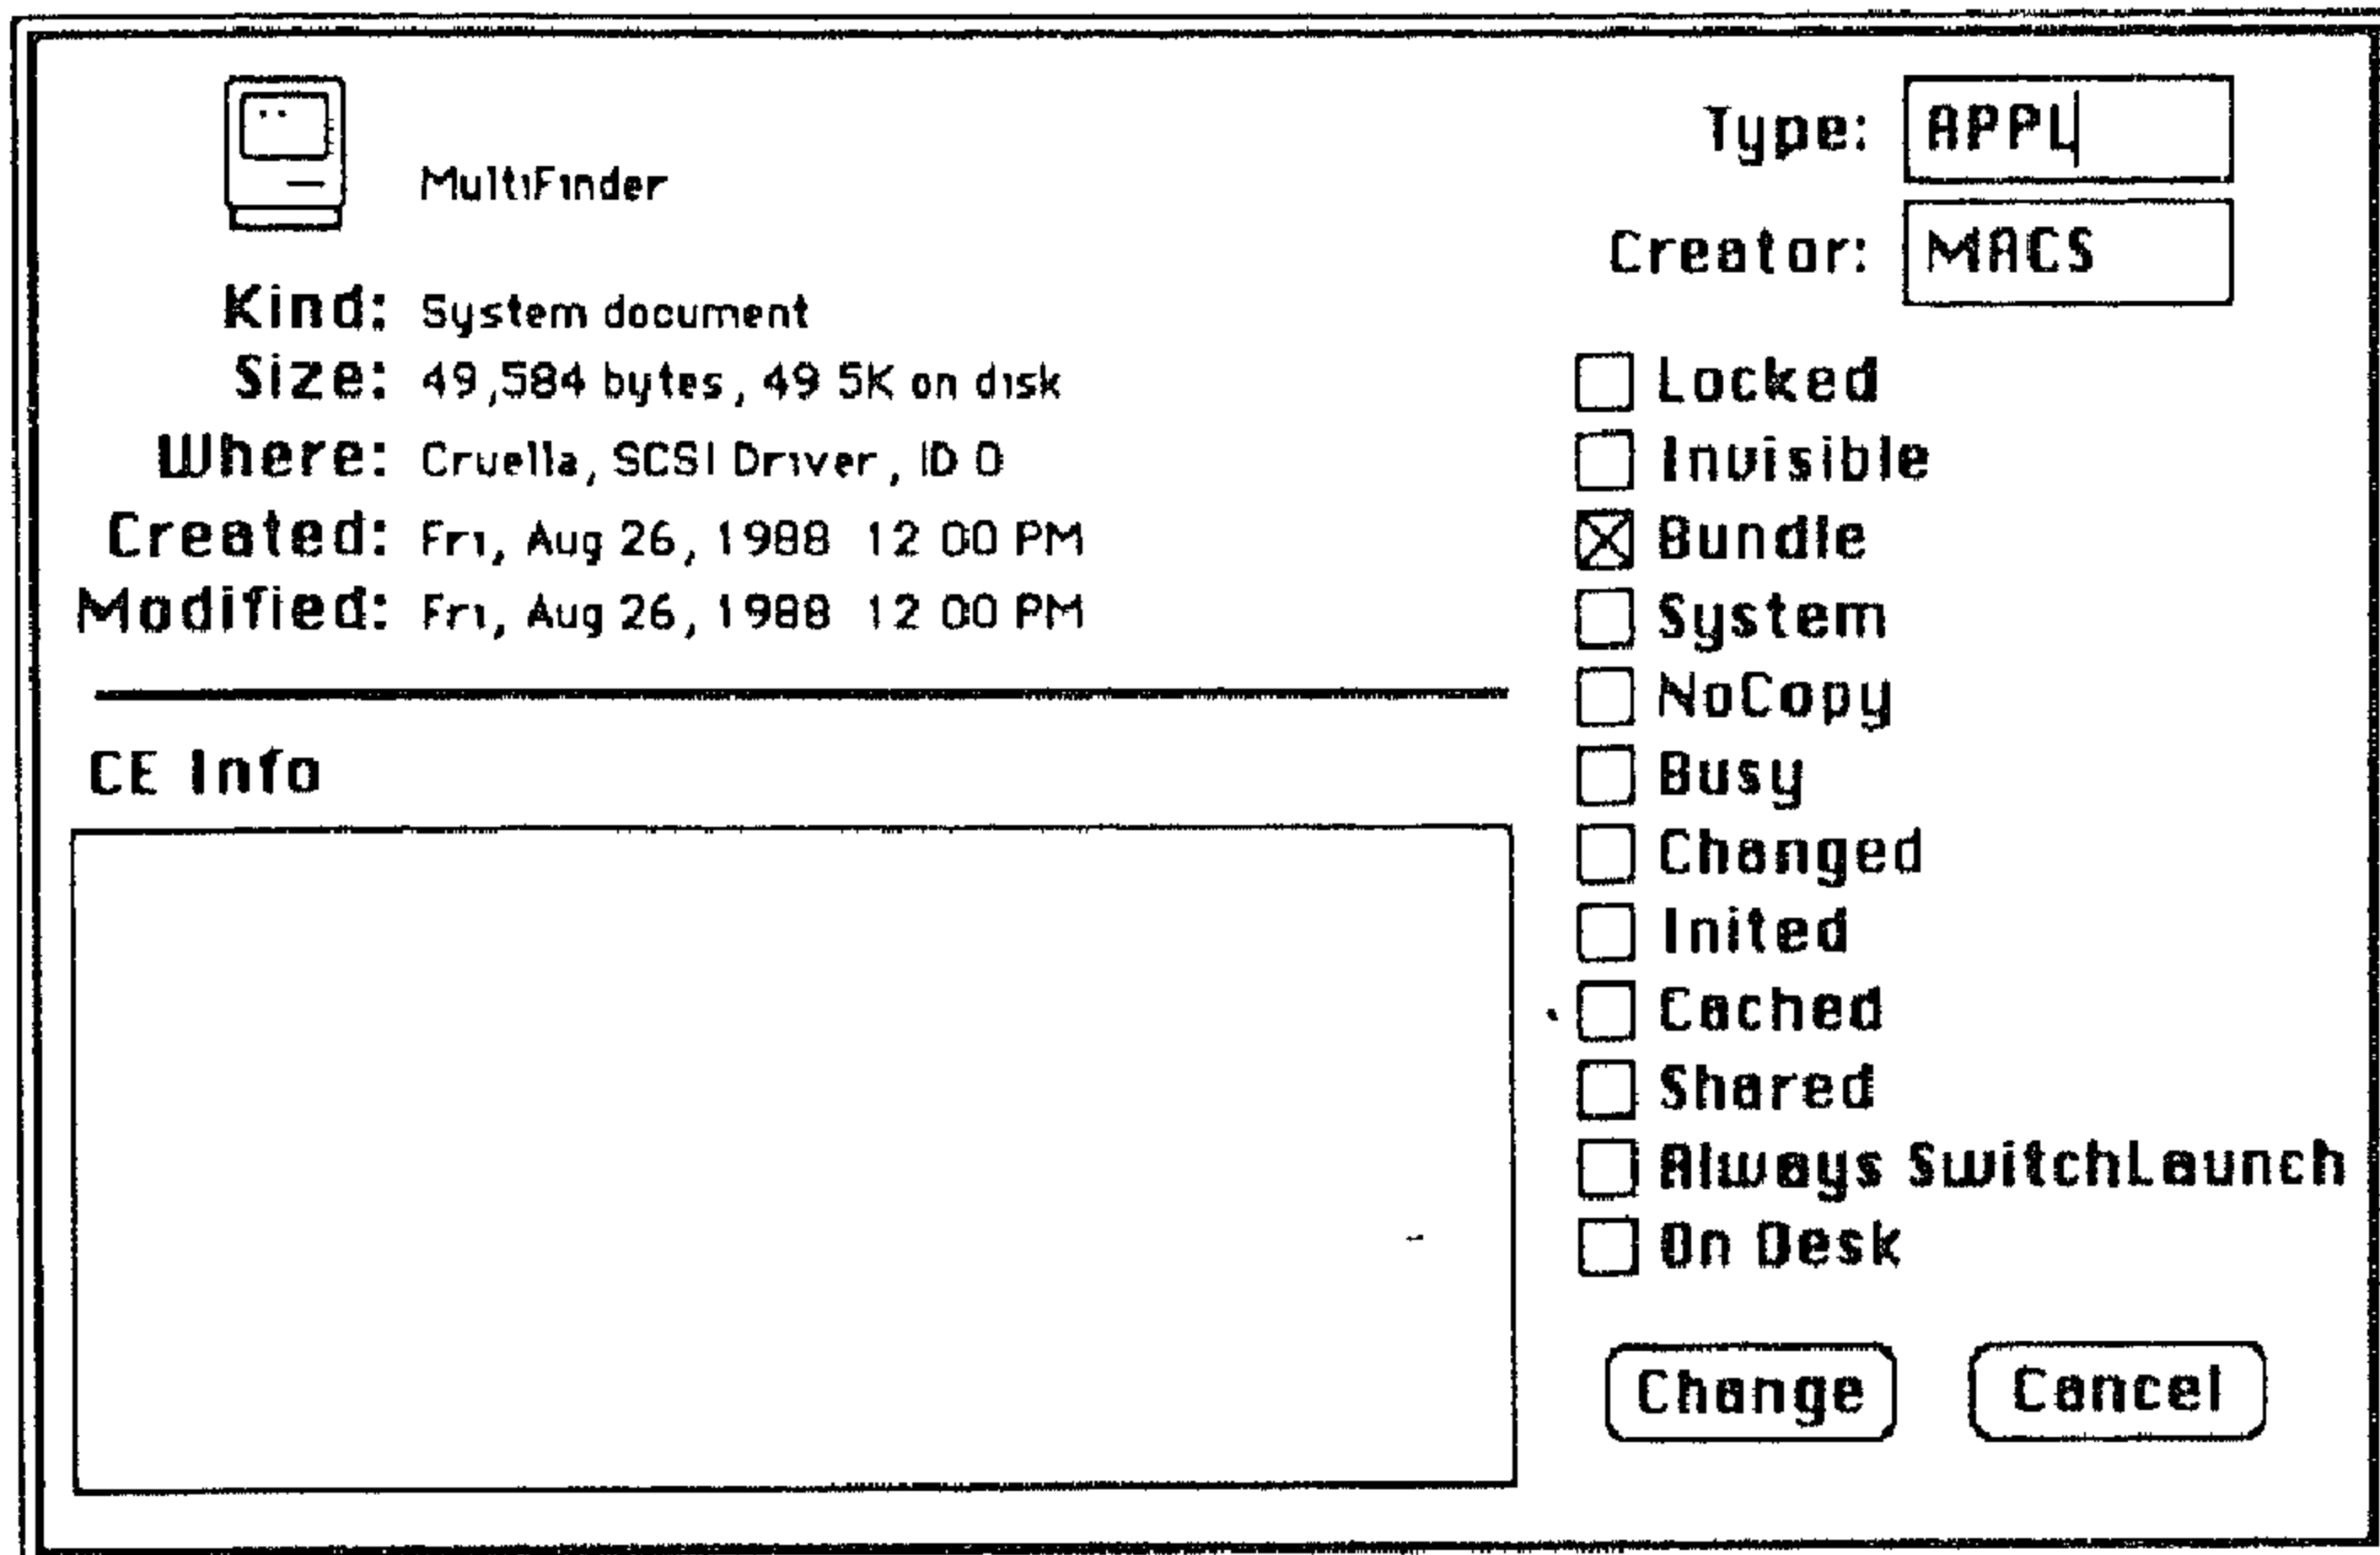 MultiFinder
Kind: System document
Size: 49,584 bytes, 49 5K on disk
Where: Cruella, SCSI Driver, ID 0
Created: Fri, Aug 26, 1988 12 00 PM
Modified: Fri, Aug 26, 1988 12 00 PM
CE Info
Type: APPL
Creator: MACS
Locked
Invisible
Bundle
System
NoCopy
Busy
Changed
Inited
Cached
Shared
Always SwitchLaunch
On Desk
Change
Cancel